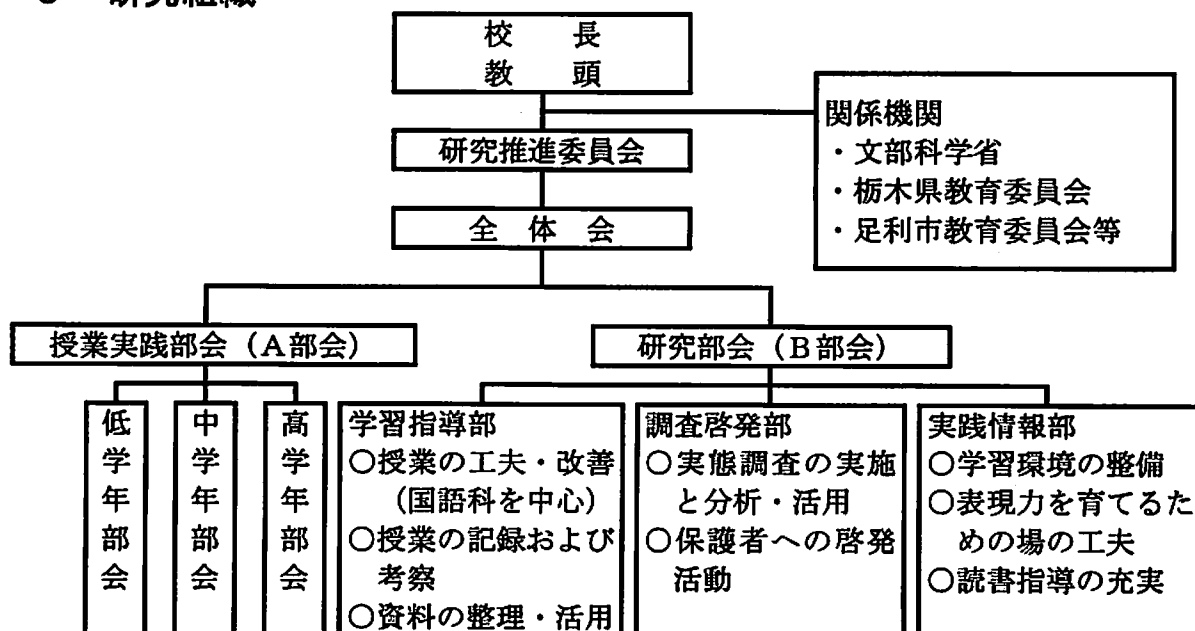 研究組織
校 長
教 頭
関係機関
・文部科学省
・栃木県教育委員会
・足利市教育委員会等
研究推進委員会
全 体 会
授業実践部会（A部会）
研究部会（B部会）
低学年部会
中学年部会
高学年部会
学習指導部
○授業の工夫・改善
（国語科を中心）
○授業の記録および
考察
○資料の整理・活用
調査啓発部
○実態調査の実施
と分析・活用
○保護者への啓発
活動
実践情報部
○学習環境の整備
○表現力を育てるた
めの場の工夫
○読書指導の充実